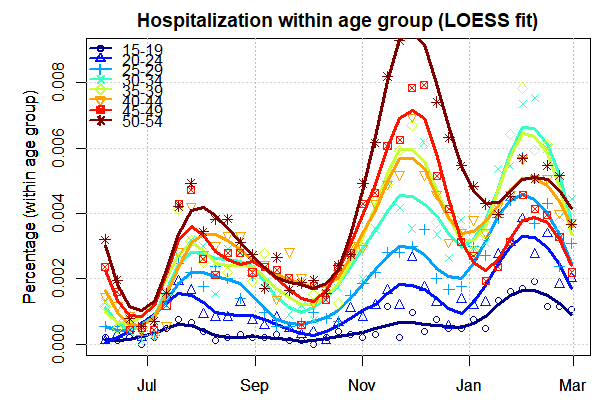 Hospitalization within age group (LOESS fit)
Percentage (within age group)
0.008
0.006
0.004
0.002
0.000
15-19
20-24
25-29
30-34
35-39
40-44
45-49
50-54
Jul
Sep
Nov
Jan
Mar